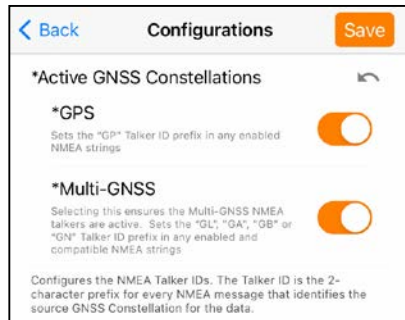 Back Configurations Save
*Active GNSS Constellations
*GPS
Sets the "GP" Talker ID prefix in any enabled
NMEA strings
*Multi-GNSS
Selecting this ensures the Multi-GNSS NMEA
talkers are active. Sets the "GL", "GA", "GB" or
"GN" Talker ID prefix in any enabled and
compatible NMEA strings
Configures the NMEA Talker IDs. The Talker ID is the 2-
character prefix for every NMEA message that identifies the
source GNSS Constellation for the data.